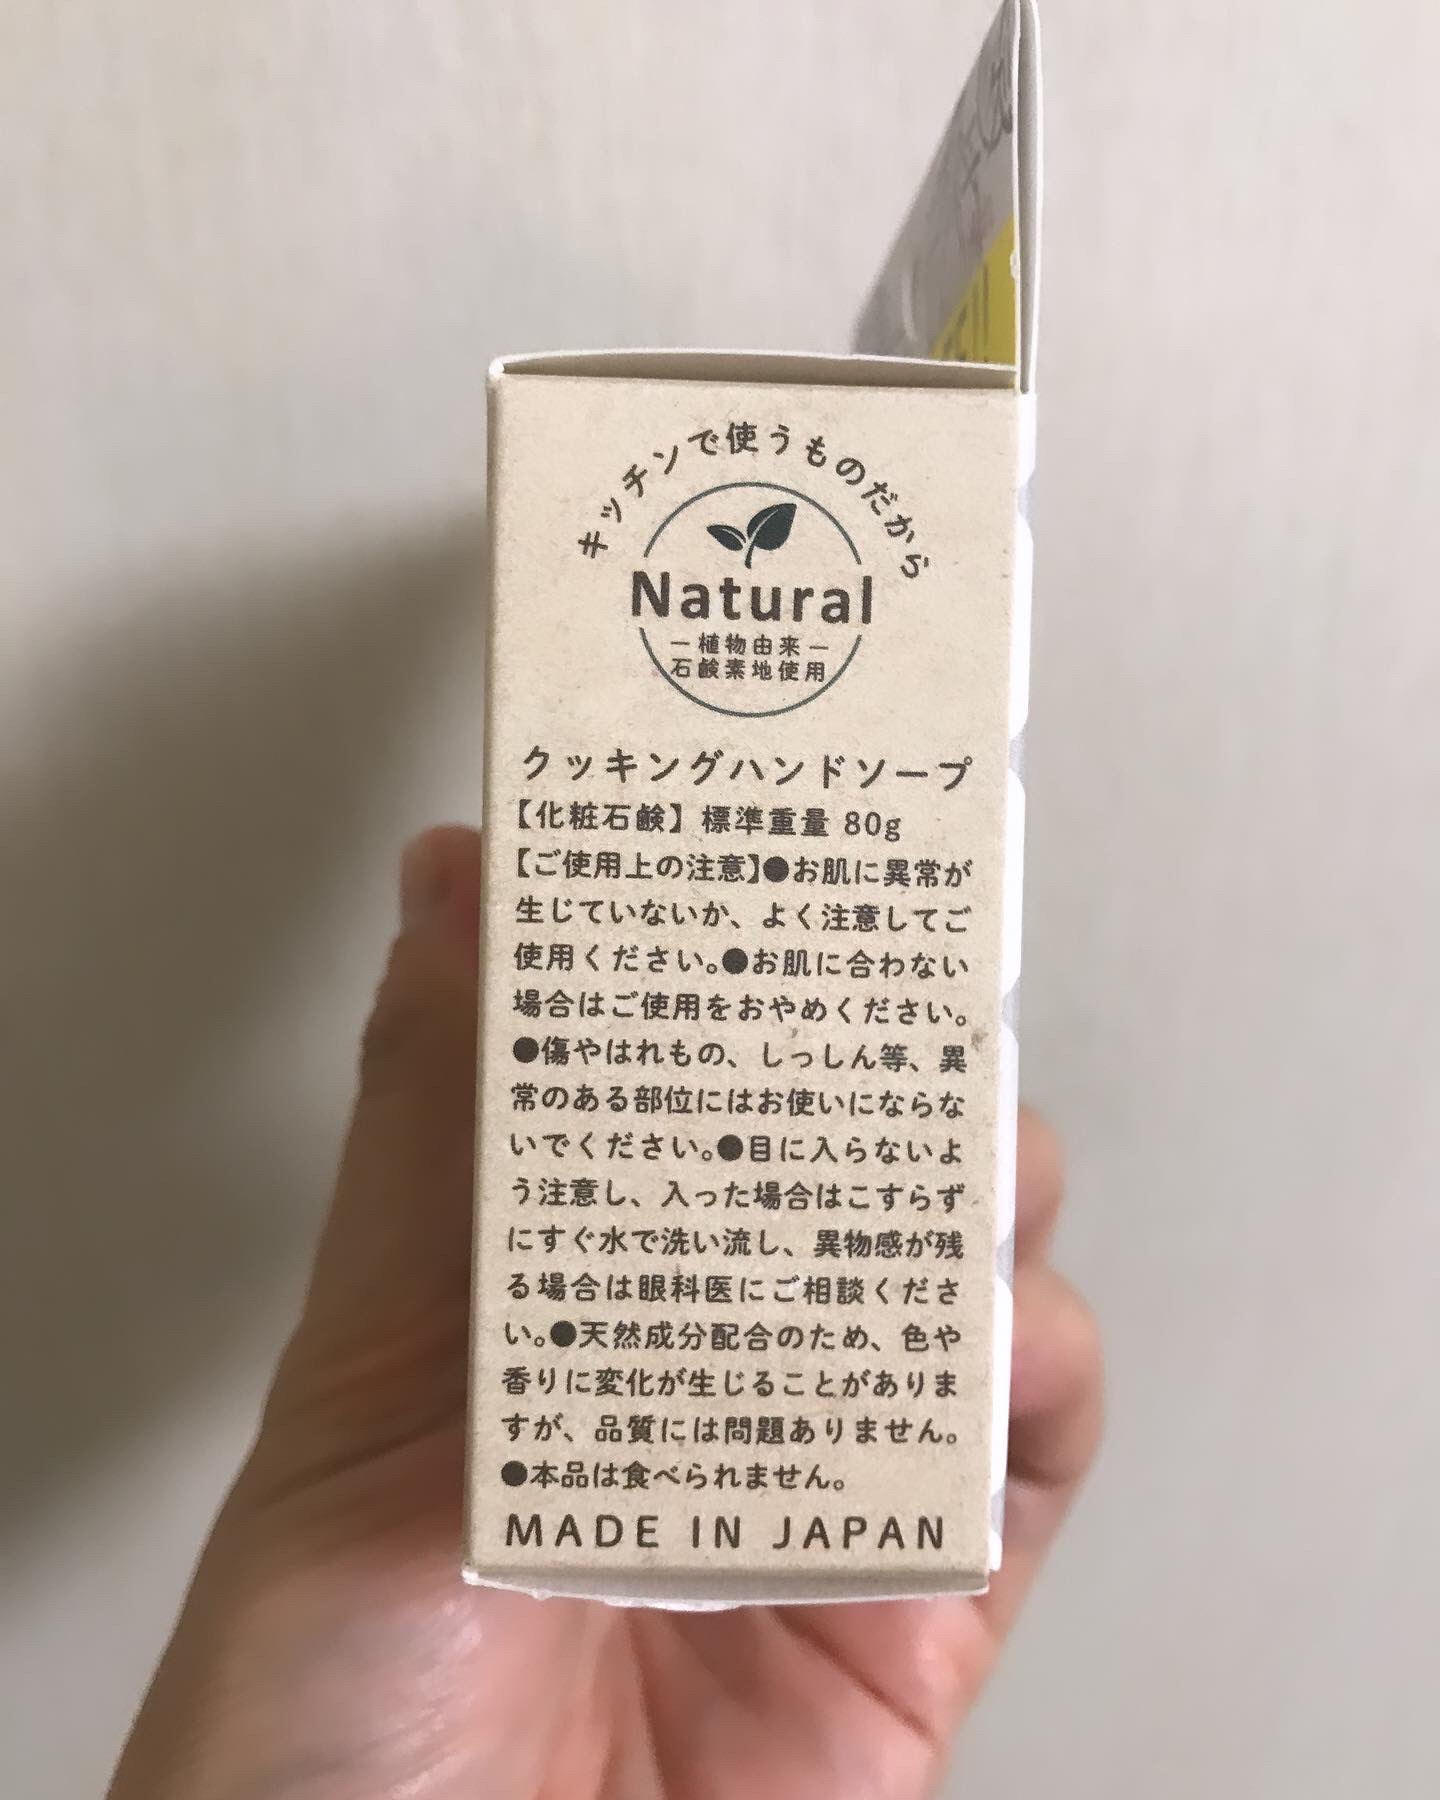 キッチンで使うものだから
Natural
植物由来
石鹸素地使用
クッキングハンドソープ
【化粧石鹸】標準重量 80g
【ご使用上の注意】●お肌に異常が
生じていないか、よく注意してご
使用ください。●お肌に合わない
場合はご使用をおやめください。
●傷やはれもの、しっしん等、異
常のある部位にはお使いにならな
いでください。●目に入らないよ
う注意し、入った場合はこすらず
にすぐ水で洗い流し、異物感が残
る場合は眼科医にご相談くださ
い。●天然成分配合のため、色や
香りに変化が生じることがありま
すが、品質には問題ありません。
●本品は食べられません。
MADE IN JAPAN